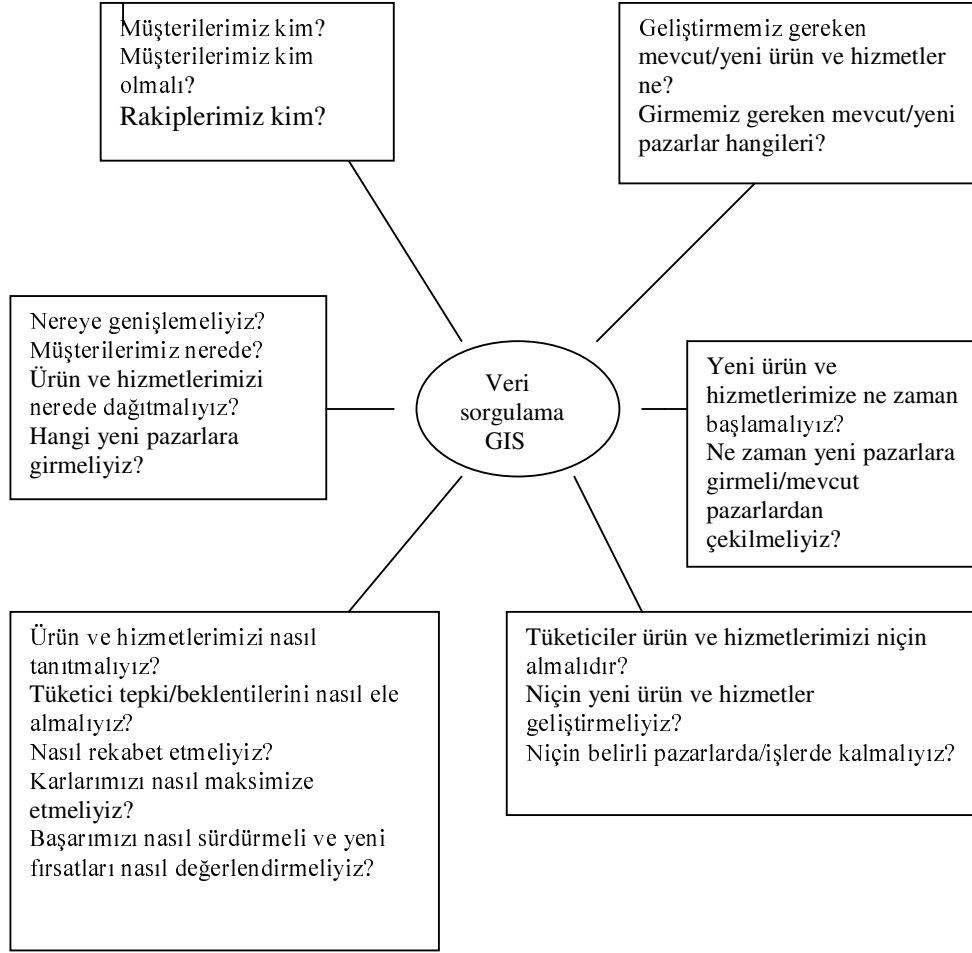 Müşterilerimiz kim?
Müşterilerimiz kim
olmalı?
Rakiplerimiz kim?
Geliştirmemiz gereken
mevcut/yeni ürün ve hizmetler
ne?
Girmemiz gereken mevcut/yeni
pazarlar hangileri?
Nereye genişlemeliyiz?
Müşterilerimiz nerede?
Ürün ve hizmetlerimizi
nerede dağıtmalıyız?
Hangi yeni pazarlara
girmeliyiz?
Veri
sorgulama
GIS
Yeni ürün ve
hizmetlerimize ne zaman
başlamalıyız?
Ne zaman yeni pazarlara
girmeli/mevcut
pazarlardan
çekilmeliyiz?
Ürün ve hizmetlerimizi nasıl
tanıtmalıyız?
Tüketici tepki/beklentilerini nasıl ele
almalıyız?
Nasıl rekabet etmeliyiz?
Karlarımızı nasıl maksimize
etmeliyiz?
Başarımızı nasıl sürdürmeli ve yeni
fırsatları nasıl değerlendirmeliyiz?
Tüketiciler ürün ve hizmetlerimizi niçin
almalıdır?
Niçin yeni ürün ve hizmetler
geliştirmeliyiz?
Niçin belirli pazarlarda/işlerde kalmalıyız?